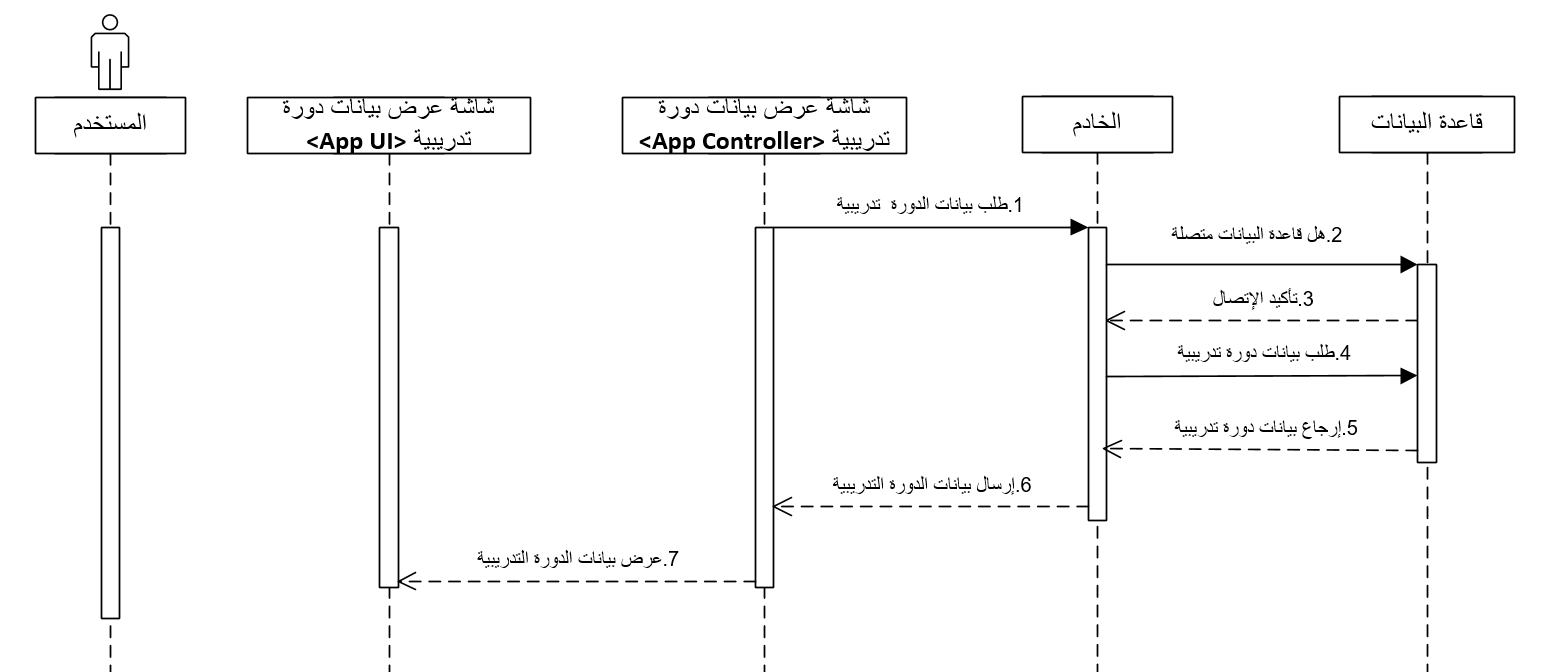 المستخدم
شاشة عرض بيانات دورة
تدريبية <App UI>
شاشة عرض بيانات دورة
تدريبية <App Controller>
الخادم
قاعدة البيانات
1.طلب بيانات الدورة تدريبية
2.هل قاعدة البيانات متصلة
3.تأكيد الإتصال
4.طلب بيانات دورة تدريبية
5.إرجاع بيانات دورة تدريبية
6.إرسال بيانات الدورة التدريبية
7.عرض بيانات الدورة التدريبية